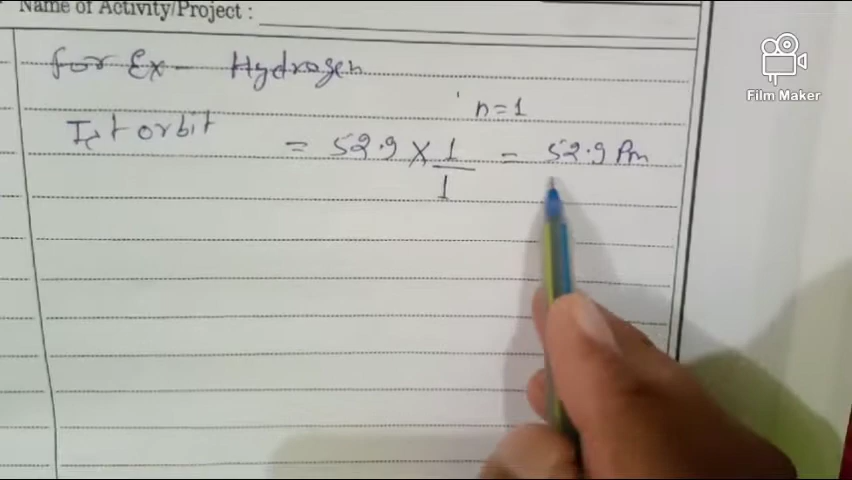 Name of Activity/Project :
For Ex - Hydrogen
n=1
Ist orbit = 52.9 × 1/1 = 52.9 Pm
Film Maker